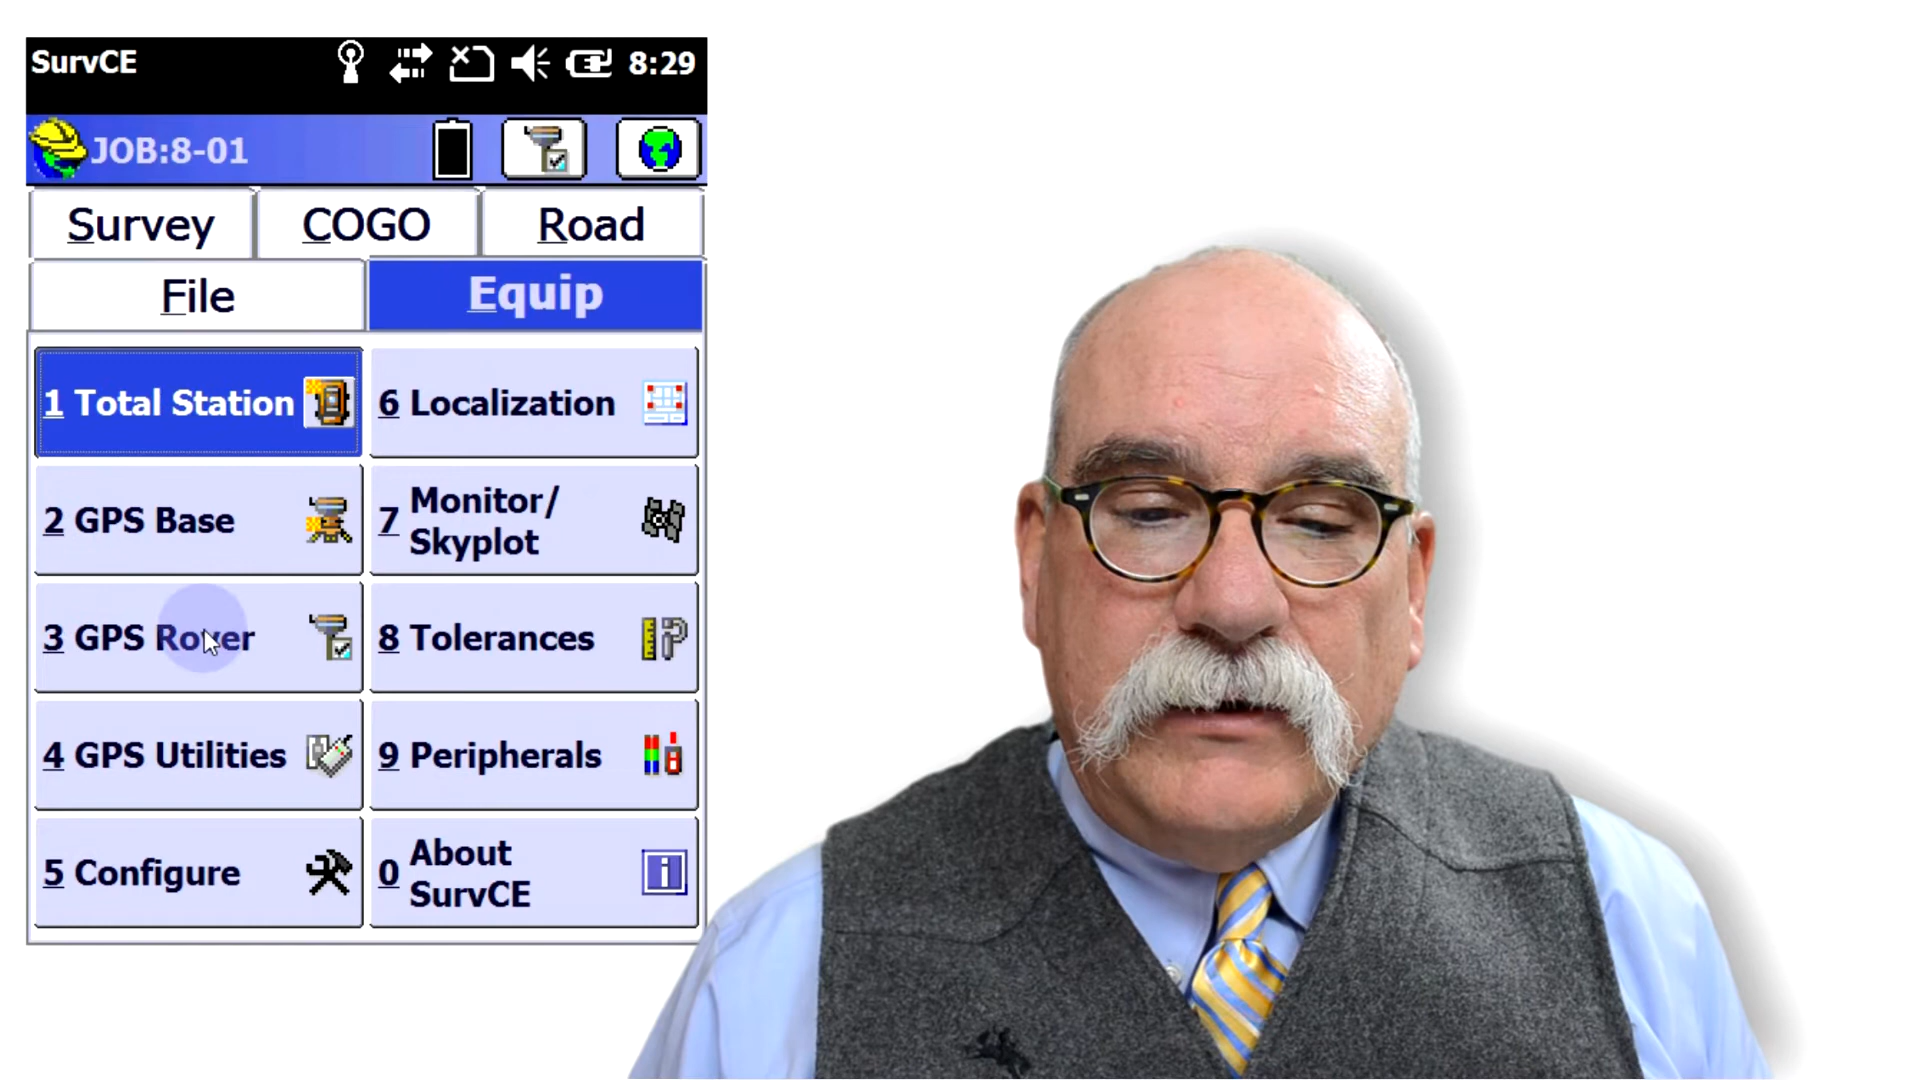 SurvCE 8:29
JOB:8-01
Survey COGO Road
File Equip
1 Total Station
6 Localization
2 GPS Base
7 Monitor/
Skyplot
3 GPS Rover
8 Tolerances
4 GPS Utilities
9 Peripherals
5 Configure
0 About
SurvCE